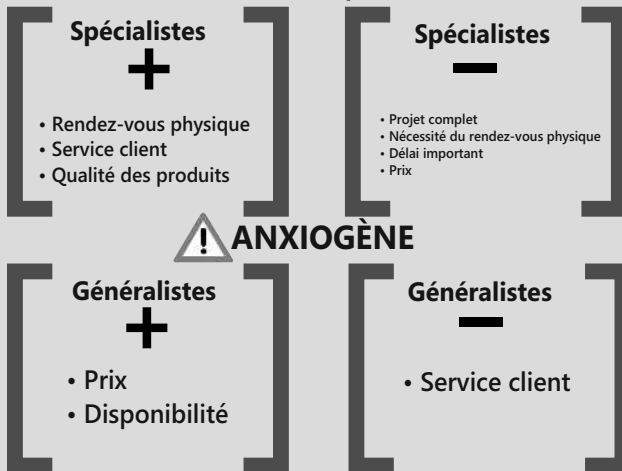 Spécialistes
+
• Rendez-vous physique
• Service client
• Qualité des produits
Spécialistes
−
• Projet complet
• Nécessité du rendez-vous physique
• Délai important
• Prix
! ANXIOGÈNE
Généralistes
+
• Prix
• Disponibilité
Généralistes
−
• Service client